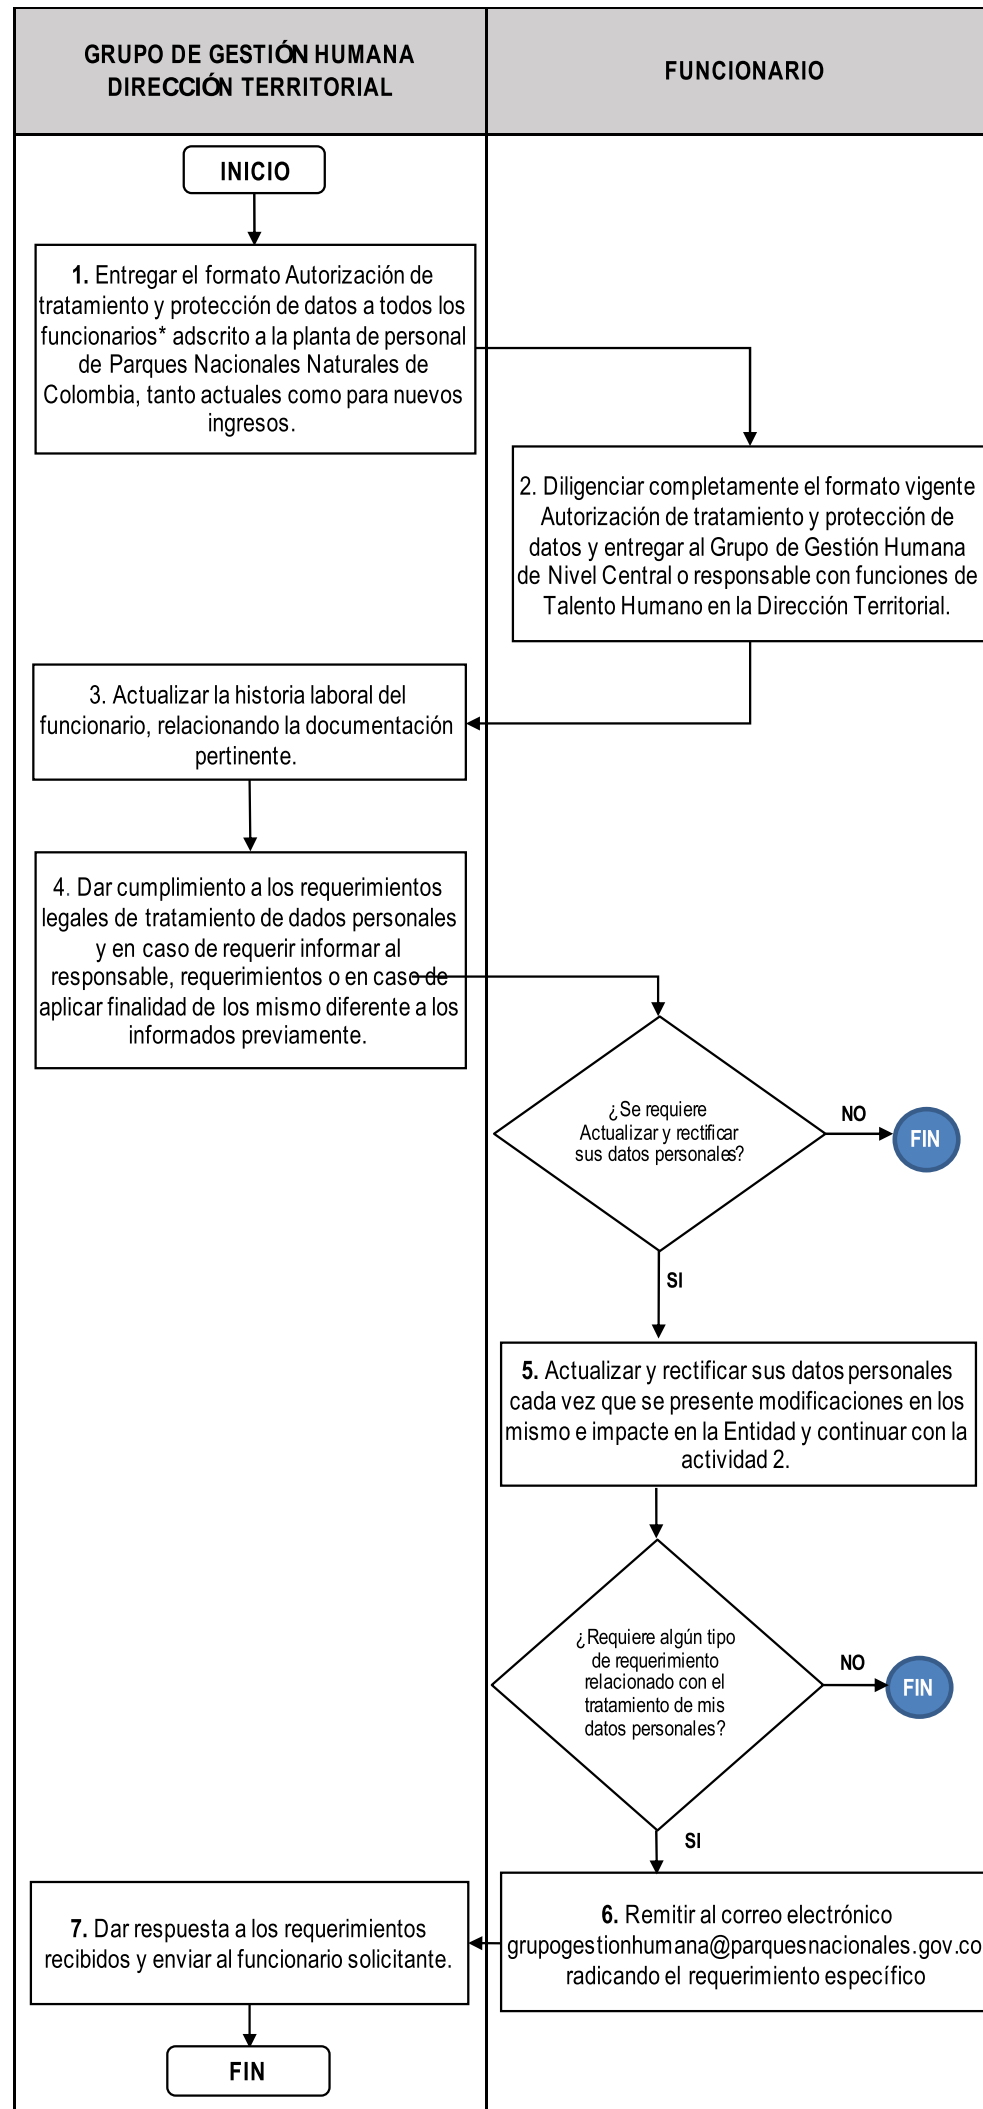 GRUPO DE GESTIÓN HUMANA
DIRECCIÓN TERRITORIAL
FUNCIONARIO
INICIO
1. Entregar el formato Autorización de
tratamiento y protección de datos a todos los
funcionarios* adscrito a la planta de personal
de Parques Nacionales Naturales de
Colombia, tanto actuales como para nuevos
ingresos.
2. Diligenciar completamente el formato vigente
Autorización de tratamiento y protección de
datos y entregar al Grupo de Gestión Humana
de Nivel Central o responsable con funciones de
Talento Humano en la Dirección Territorial.
3. Actualizar la historia laboral del
funcionario, relacionando la documentación
pertinente.
4. Dar cumplimiento a los requerimientos
legales de tratamiento de dados personales
y en caso de requerir informar al
responsable, requerimientos o en caso de
aplicar finalidad de los mismo diferente a los
informados previamente.
¿Se requiere
Actualizar y rectificar
sus datos personales?
NO
FIN
SI
5. Actualizar y rectificar sus datos personales
cada vez que se presente modificaciones en los
mismo e impacte en la Entidad y continuar con la
actividad 2.
¿Requiere algún tipo
de requerimiento
relacionado con el
tratamiento de mis
datos personales?
NO
FIN
SI
6. Remitir al correo electrónico
grupogestionhumana@parquesnacionales.gov.co
radicando el requerimiento específico
7. Dar respuesta a los requerimientos
recibidos y enviar al funcionario solicitante.
FIN